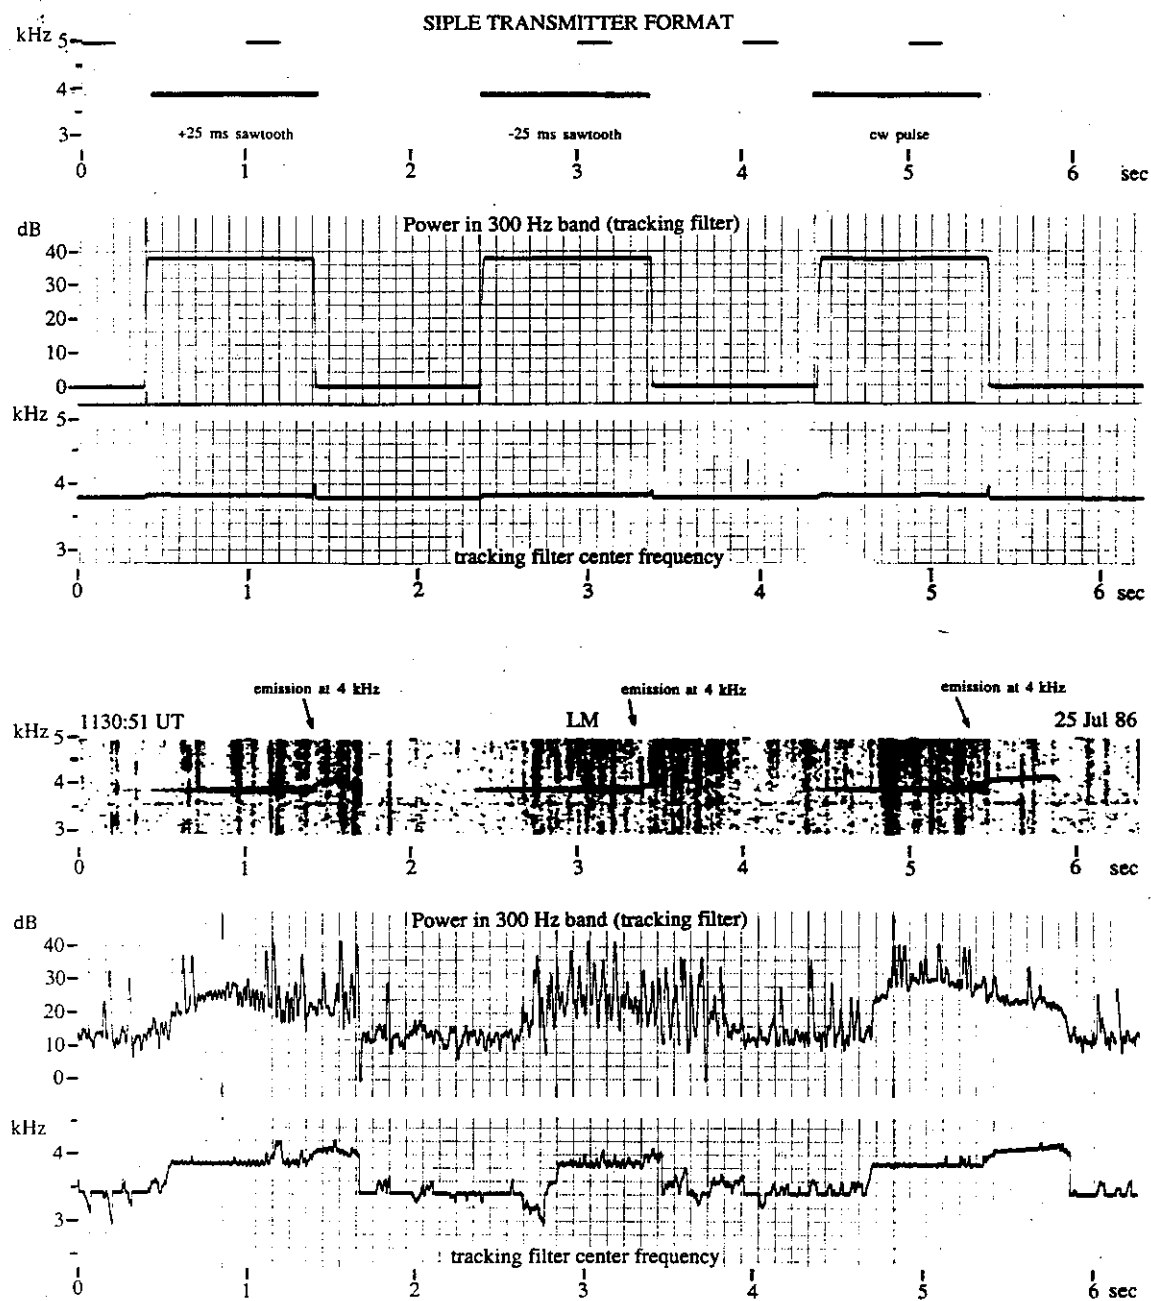 SIPLE TRANSMITTER FORMAT
kHz 5
4
3
+25 ms sawtooth
-25 ms sawtooth
cw pulse
0 1 2 3 4 5 6 sec
Power in 300 Hz band (tracking filter)
dB
40
30
20
10
0
kHz
5
4
3
tracking filter center frequency
0 1 2 3 4 5 6 sec
emission at 4 kHz emission at 4 kHz emission at 4 kHz
1130:51 UT LM 25 Jul 86
kHz 5
4
3
0 1 2 3 4 5 6 sec
Power in 300 Hz band (tracking filter)
dB
40
30
20
10
0
kHz
4
3
tracking filter center frequency
0 1 2 3 4 5 6 sec